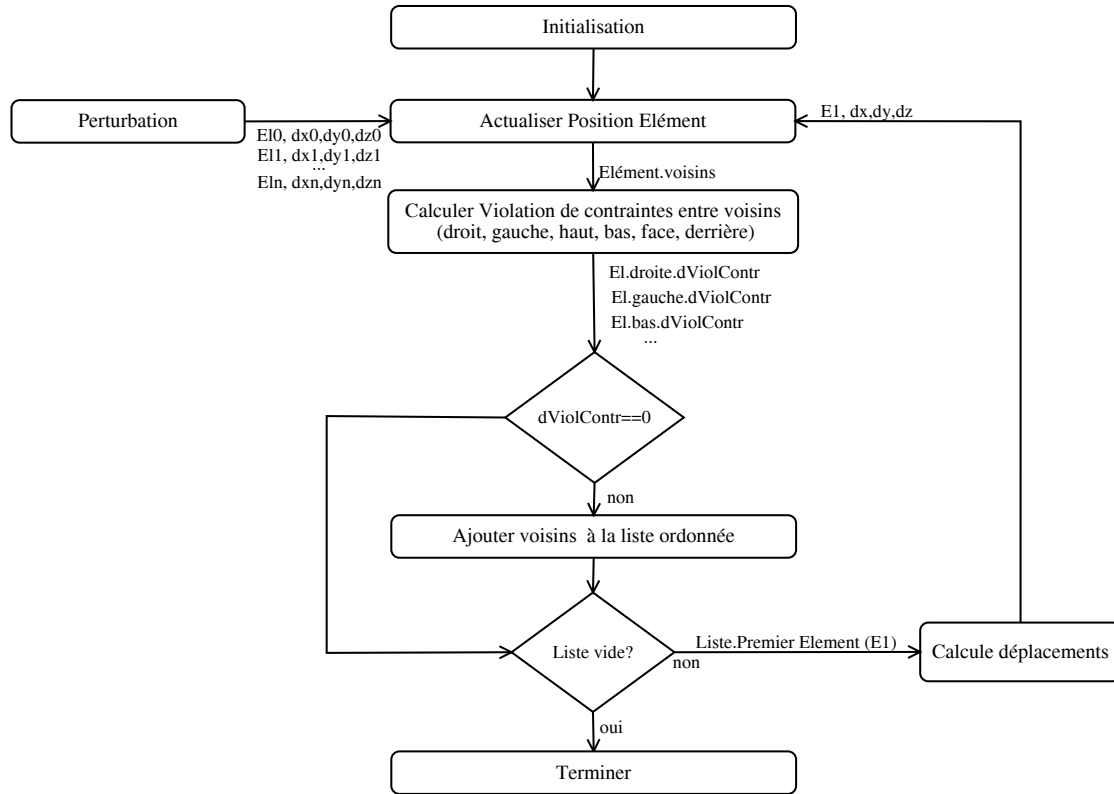 Initialisation
Perturbation
Actualiser Position Elément
E1, dx,dy,dz
El0, dx0,dy0,dz0
El1, dx1,dy1,dz1
...
Eln, dxn,dyn,dzn
Elément.voisins
Calculer Violation de contraintes entre voisins
(droit, gauche, haut, bas, face, derrière)
El.droite.dViolContr
El.gauche.dViolContr
El.bas.dViolContr
...
dViolContr==0
non
Ajouter voisins à la liste ordonnée
Liste vide?
Liste.Premier Element (E1)
non
Calcule déplacements
oui
Terminer